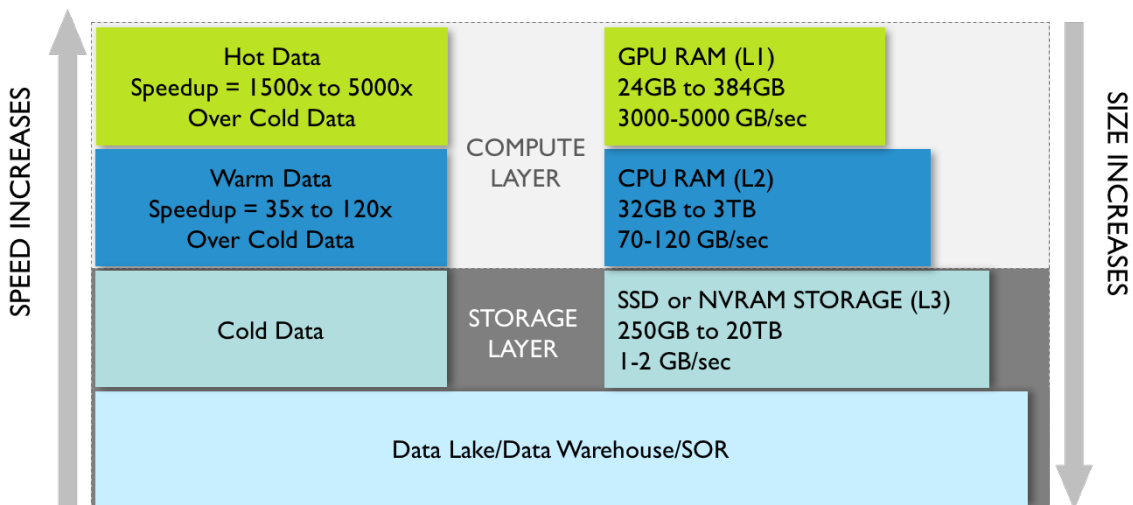 SPEED INCREASES
Hot Data
Speedup = 1500x to 5000x
Over Cold Data
Warm Data
Speedup = 35x to 120x
Over Cold Data
Cold Data
COMPUTE
LAYER
STORAGE
LAYER
GPU RAM (L1)
24GB to 384GB
3000-5000 GB/sec
CPU RAM (L2)
32GB to 3TB
70-120 GB/sec
SSD or NVRAM STORAGE (L3)
250GB to 20TB
1-2 GB/sec
Data Lake/Data Warehouse/SOR
SIZE INCREASES